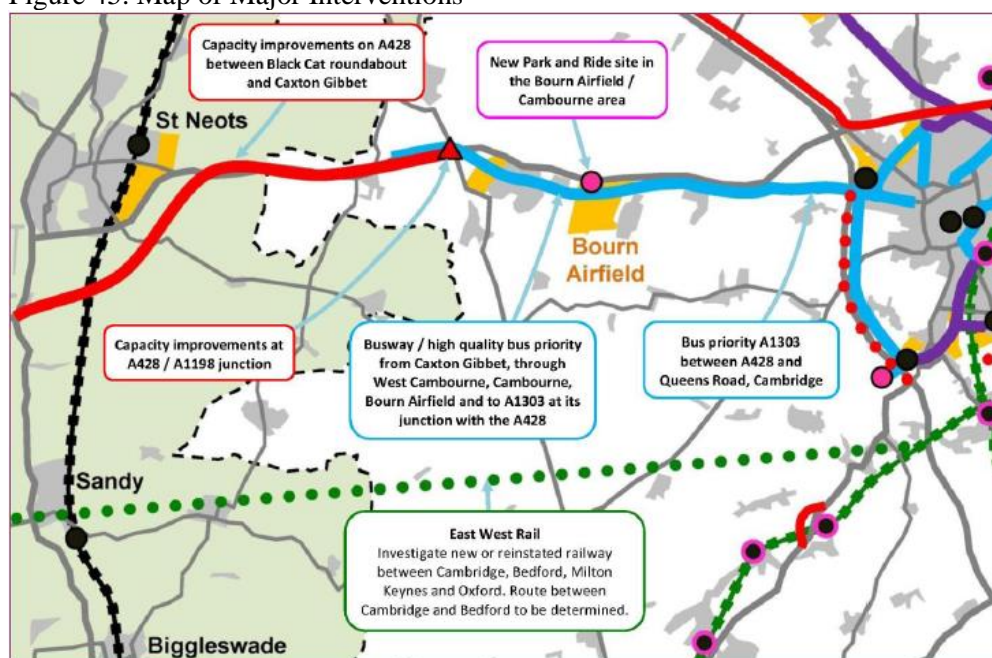 Figure 45: Map of Major Interventions
Capacity improvements on A428
between Black Cat roundabout
and Caxton Gibbet
New Park and Ride site in
the Bourn Airfield /
Cambourne area
St Neots
Bourn
Airfield
Capacity improvements at
A428 / A1198 junction
Busway / high quality bus priority
from Caxton Gibbet, through
West Cambourne, Cambourne,
Bourn Airfield and to A1303 at its
junction with the A428
Bus priority A1303
between A428 and
Queens Road, Cambridge
Sandy
East West Rail
Investigate new or reinstated railway
between Cambridge, Bedford, Milton
Keynes and Oxford. Route between
Cambridge and Bedford to be determined.
Biggleswade